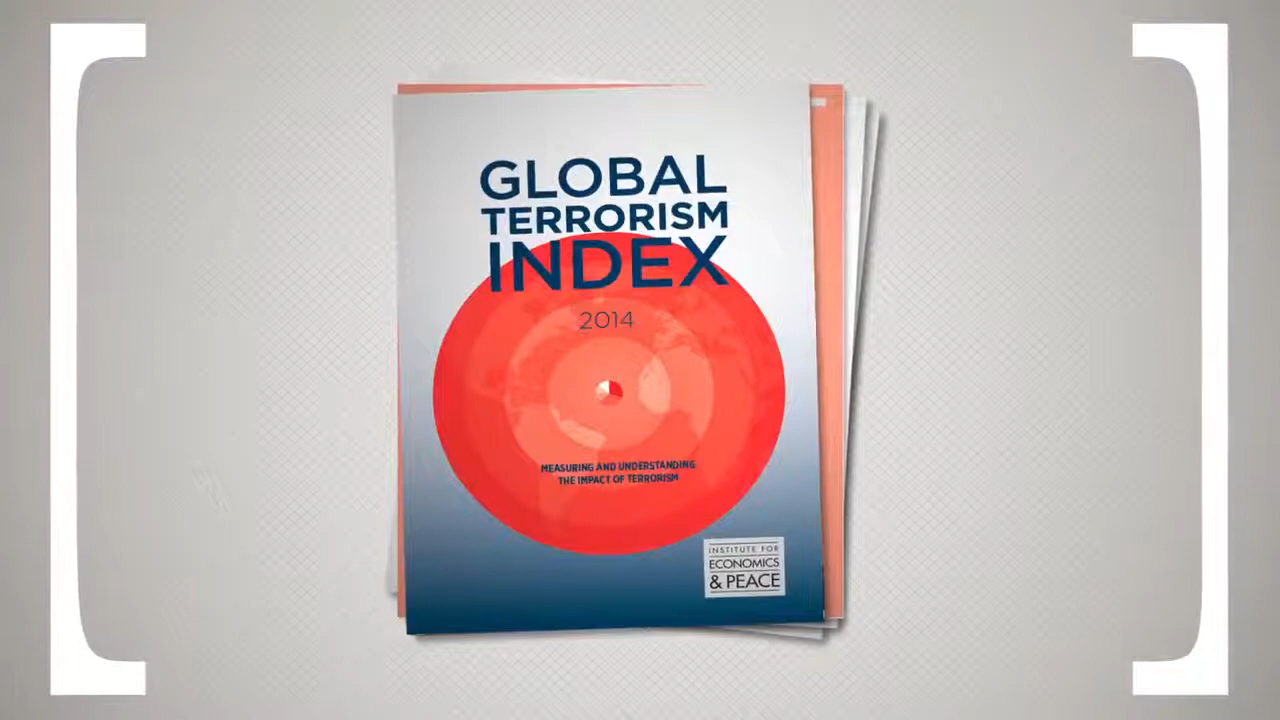 GLOBAL
TERRORISM
INDEX
2014
MEASURING AND UNDERSTANDING
THE IMPACT OF TERRORISM
INSTITUTE FOR
ECONOMICS
& PEACE